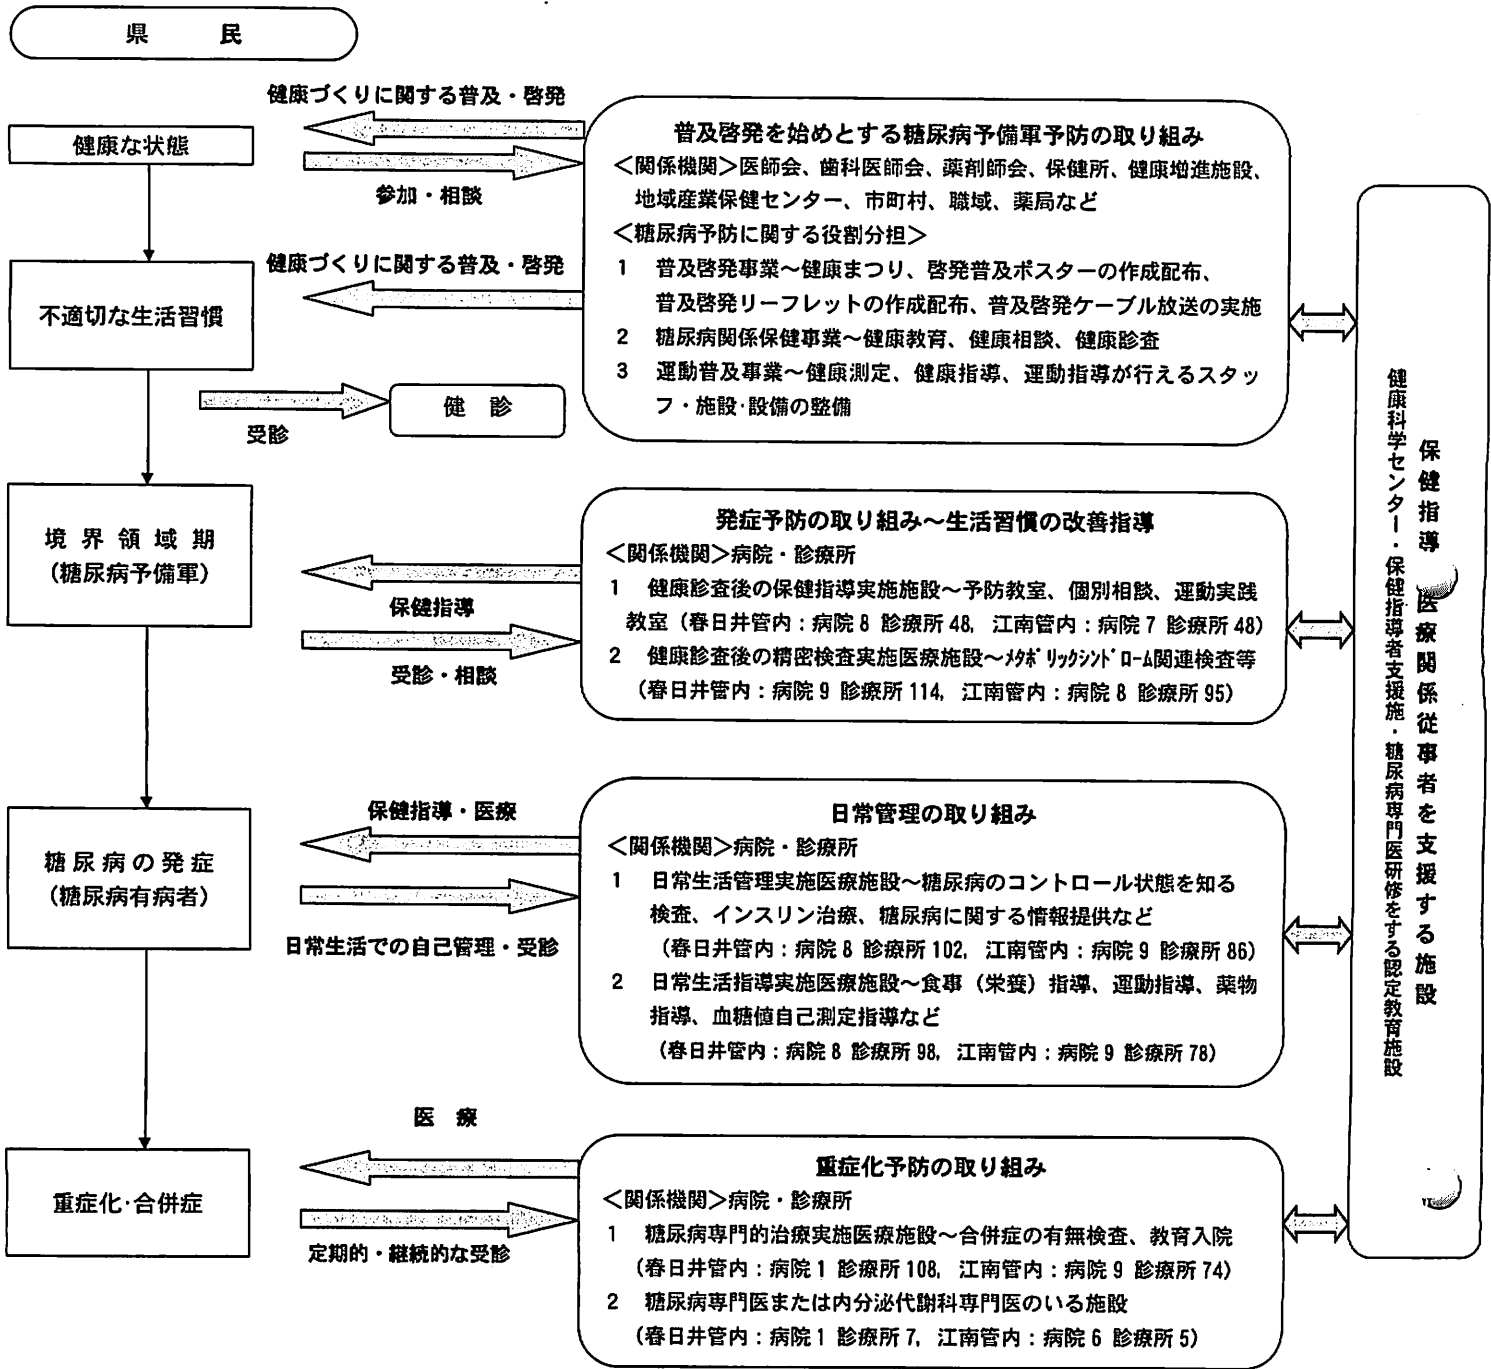 県　民
健康な状態
不適切な生活習慣
境界領域期
(糖尿病予備軍)
糖尿病の発症
(糖尿病有病者)
重症化・合併症
健康づくりに関する普及・啓発
参加・相談
健康づくりに関する普及・啓発
受診
健　診
保健指導
受診・相談
保健指導・医療
日常生活での自己管理・受診
医　療
定期的・継続的な受診
普及啓発を始めとする糖尿病予備軍予防の取り組み
＜関係機関＞医師会、歯科医師会、薬剤師会、保健所、健康増進施設、
地域産業保健センター、市町村、職域、薬局など
＜糖尿病予防に関する役割分担＞
1　普及啓発事業～健康まつり、啓発普及ポスターの作成配布、
普及啓発リーフレットの作成配布、普及啓発ケーブル放送の実施
2　糖尿病関係保健事業～健康教育、健康相談、健康診査
3　運動普及事業～健康測定、健康指導、運動指導が行えるスタッ
フ・施設・設備の整備
発症予防の取り組み～生活習慣の改善指導
＜関係機関＞病院・診療所
1　健康診査後の保健指導実施施設～予防教室、個別相談、運動実践
教室（春日井管内：病院 8 診療所 48, 江南管内：病院 7 診療所 48）
2　健康診査後の精密検査実施医療施設～ﾒﾀﾎﾞﾘｯｸｼﾝﾄﾞﾛｰﾑ関連検査等
（春日井管内：病院 9 診療所 114, 江南管内：病院 8 診療所 95）
日常管理の取り組み
＜関係機関＞病院・診療所
1　日常生活管理実施医療施設～糖尿病のコントロール状態を知る
検査、インスリン治療、糖尿病に関する情報提供など
（春日井管内：病院 8 診療所 102, 江南管内：病院 9 診療所 86）
2　日常生活指導実施医療施設～食事（栄養）指導、運動指導、薬物
指導、血糖値自己測定指導など
（春日井管内：病院 8 診療所 98, 江南管内：病院 9 診療所 78）
重症化予防の取り組み
＜関係機関＞病院・診療所
1　糖尿病専門的治療実施医療施設～合併症の有無検査、教育入院
（春日井管内：病院 1 診療所 108, 江南管内：病院 9 診療所 74）
2　糖尿病専門医または内分泌代謝科専門医のいる施設
（春日井管内：病院 1 診療所 7, 江南管内：病院 6 診療所 5）
保健指導　医療関係従事者を支援する施設
健康科学センター・保健指導者支援施・糖尿病専門医研修をする認定教育施設